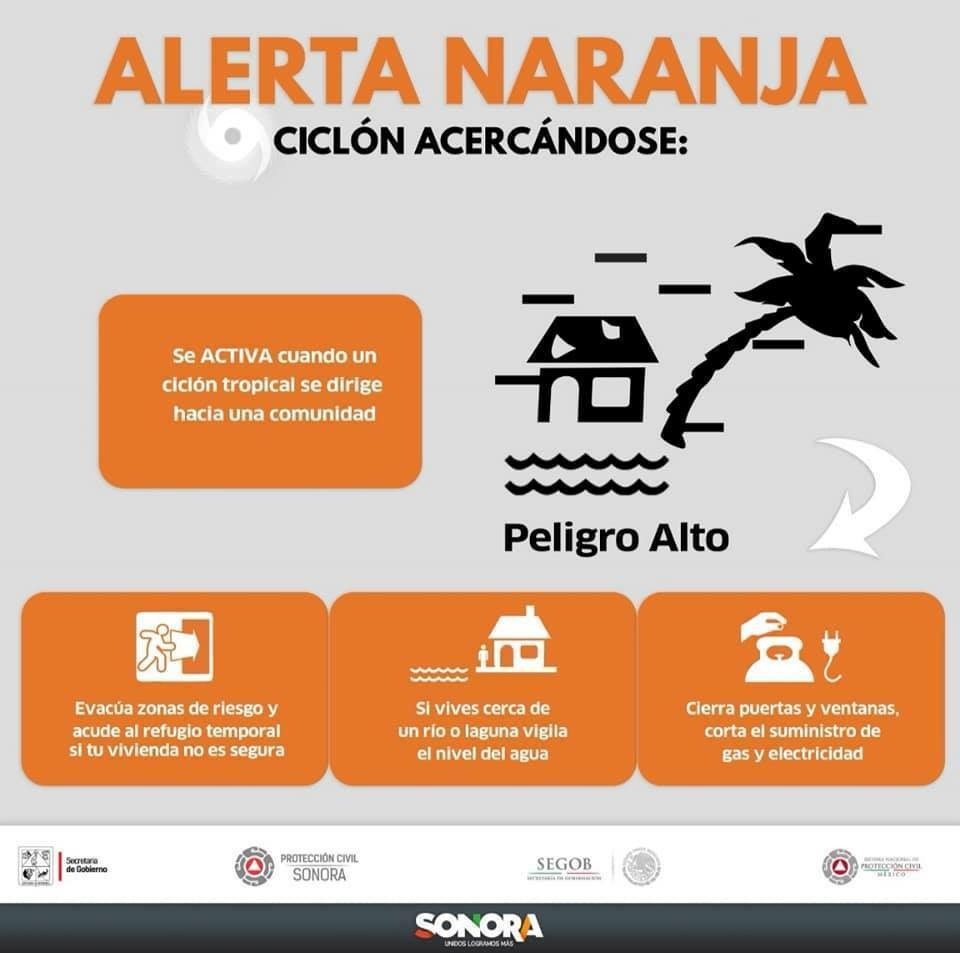 ALERTA NARANJA
CICLÓN ACERCÁNDOSE:
Se ACTIVA cuando un
ciclón tropical se dirige
hacia una comunidad
Peligro Alto
Evacúa zonas de riesgo y
acude al refugio temporal
si tu vivienda no es segura
Si vives cerca de
un río o laguna vigila
el nivel del agua
Cierra puertas y ventanas,
corta el suministro de
gas y electricidad
Secretaría
de Gobierno
PROTECCIÓN CIVIL
SONORA
SEGOB
SECRETARÍA DE GOBERNACIÓN
SISTEMA NACIONAL DE
PROTECCIÓN CIVIL
MÉXICO
SONORA
UNIDOS LOGRAMOS MÁS